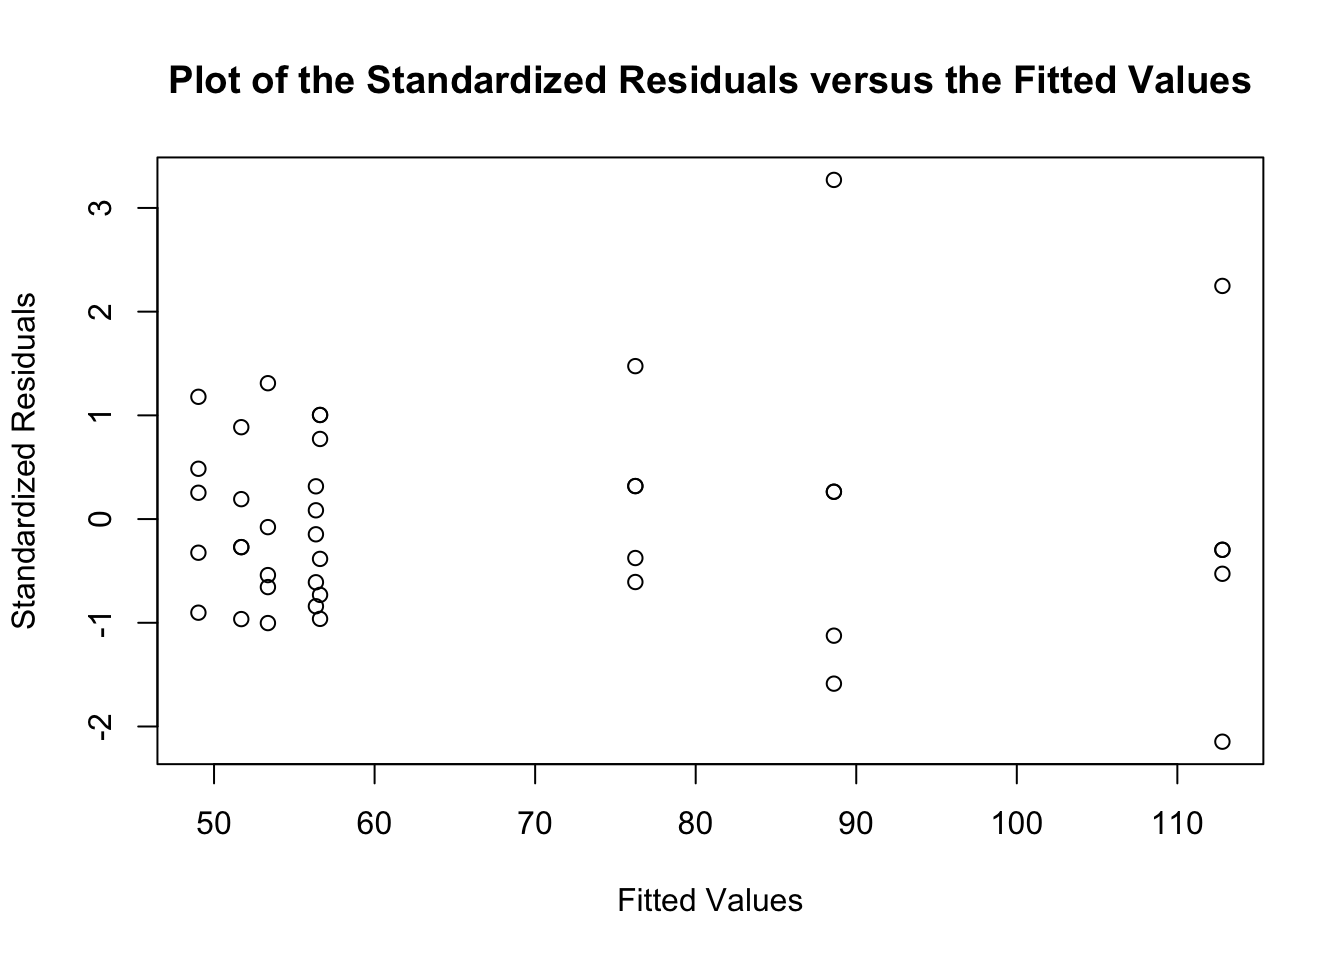 Plot of the Standardized Residuals versus the Fitted Values
Standardized Residuals
3
2
1
0
-1
-2
50 60 70 80 90 100 110
Fitted Values